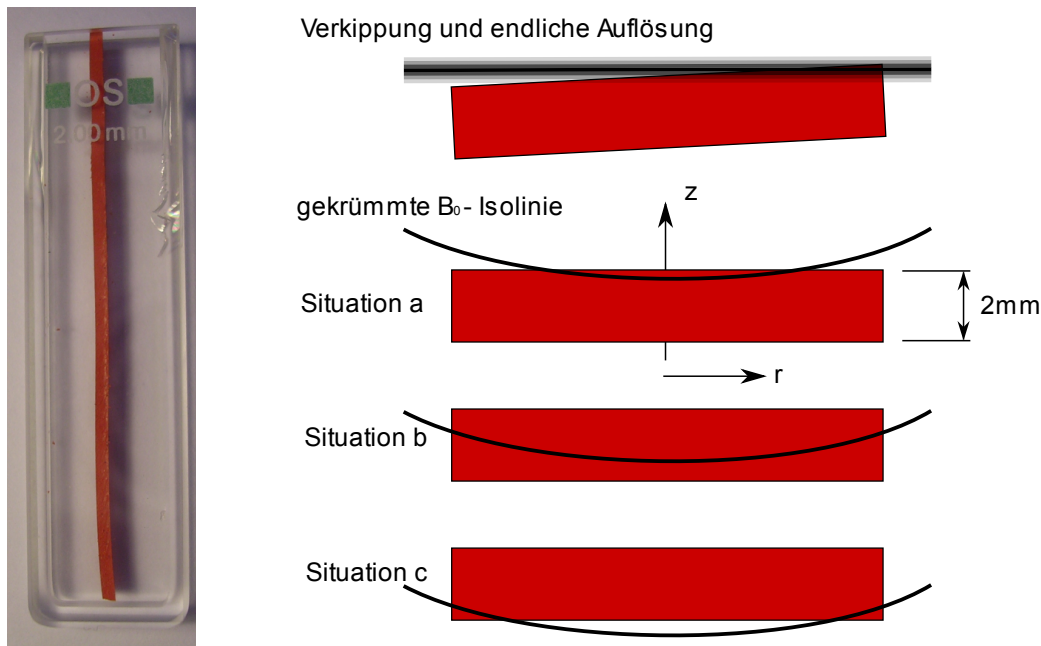 OS
2.00 mm
Verkippung und endliche Auflösung
gekrümmte B₀- Isolinie
z
Situation a
2mm
r
Situation b
Situation c